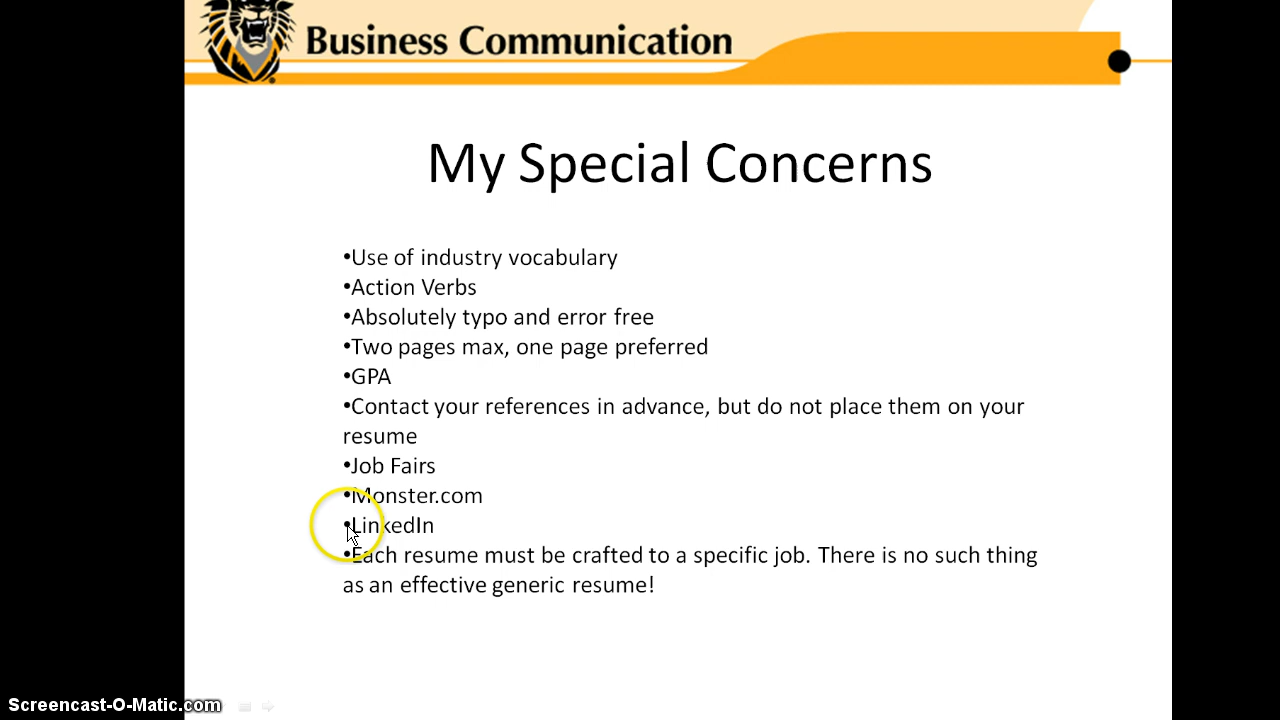 Business Communication
My Special Concerns
•Use of industry vocabulary
•Action Verbs
•Absolutely typo and error free
•Two pages max, one page preferred
•GPA
•Contact your references in advance, but do not place them on your
resume
•Job Fairs
•Monster.com
•LinkedIn
•Each resume must be crafted to a specific job. There is no such thing
as an effective generic resume!
Screencast-O-Matic.com